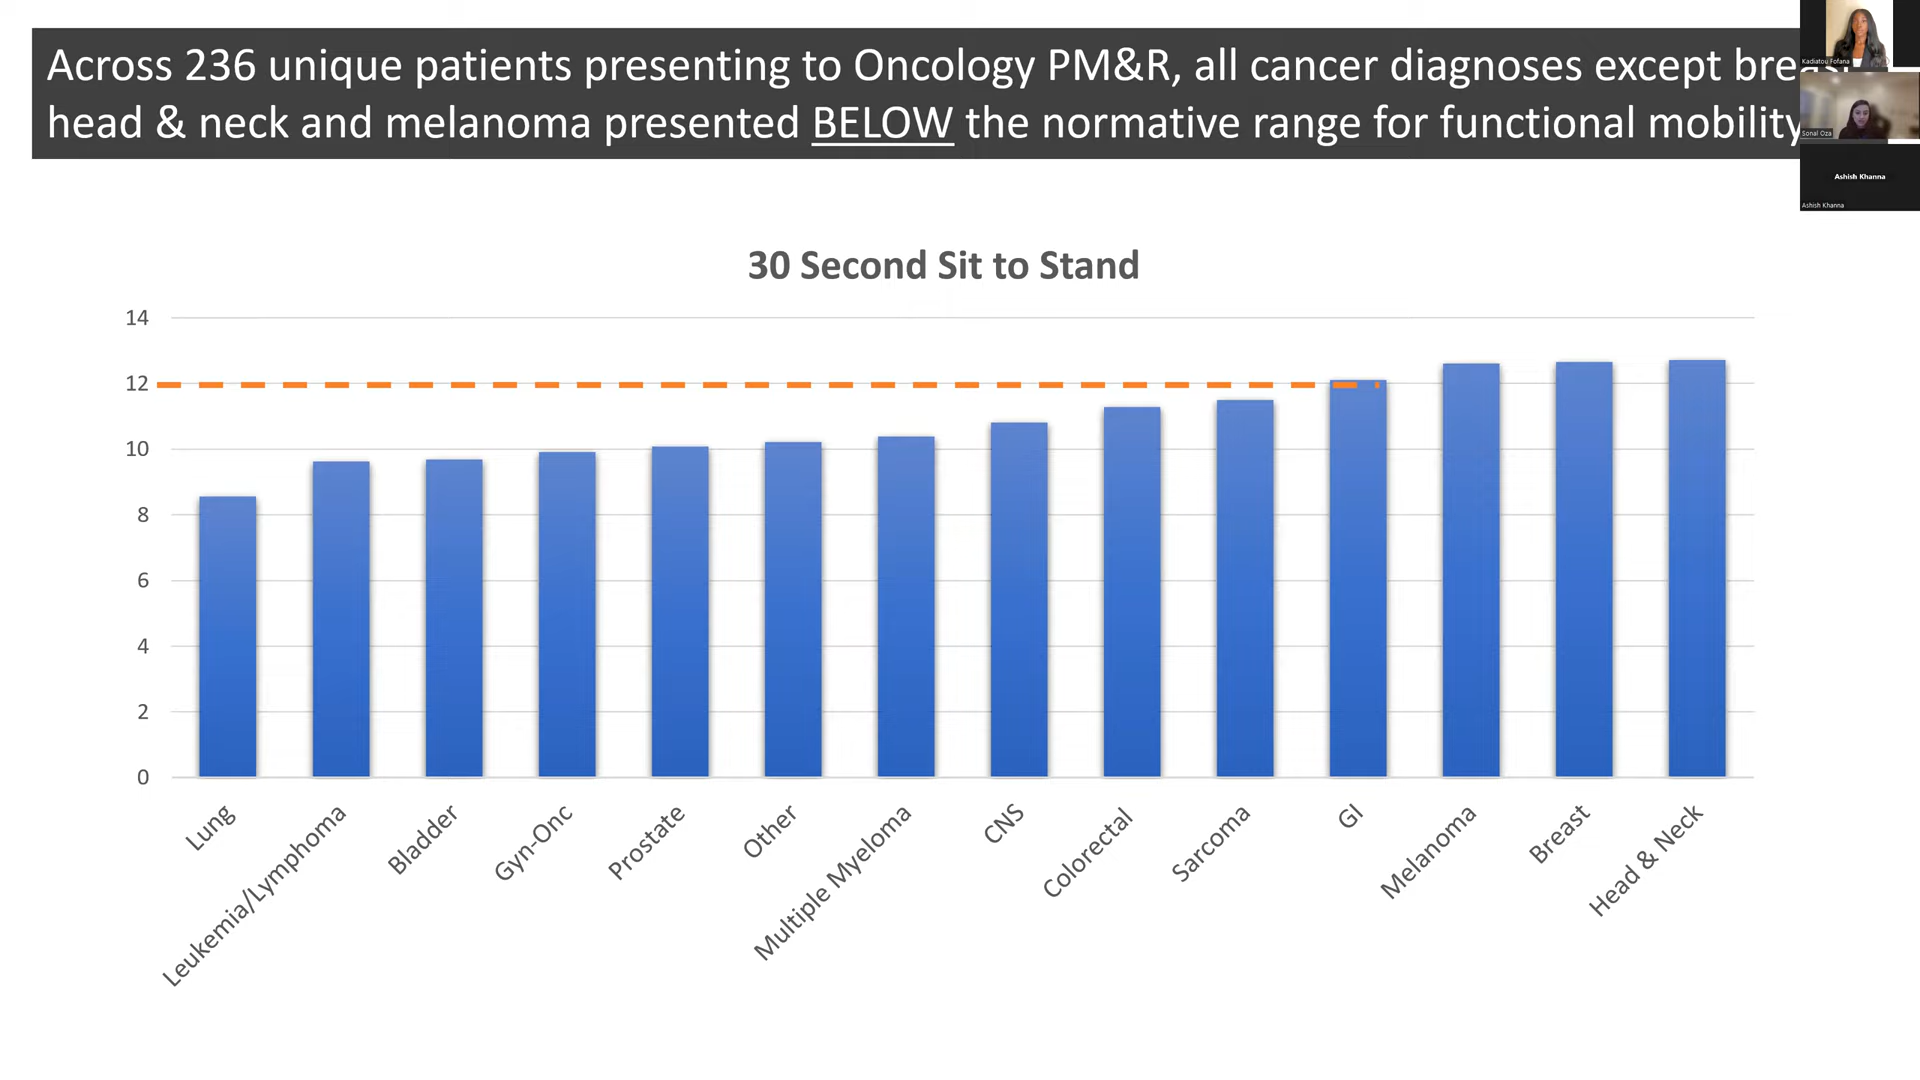 Across 236 unique patients presenting to Oncology PM&R, all cancer diagnoses except
head & neck and melanoma presented BELOW the normative range for functional mobility
Kadiatou Fofana
Sonal Oza
Ashish Khanna
Ashish Khanna
30 Second Sit to Stand
14
12
10
8
6
4
2
0
Lung
Leukemia/Lymphoma
Bladder
Gyn-Onc
Prostate
Other
Multiple Myeloma
CNS
Colorectal
Sarcoma
GI
Melanoma
Breast
Head & Neck